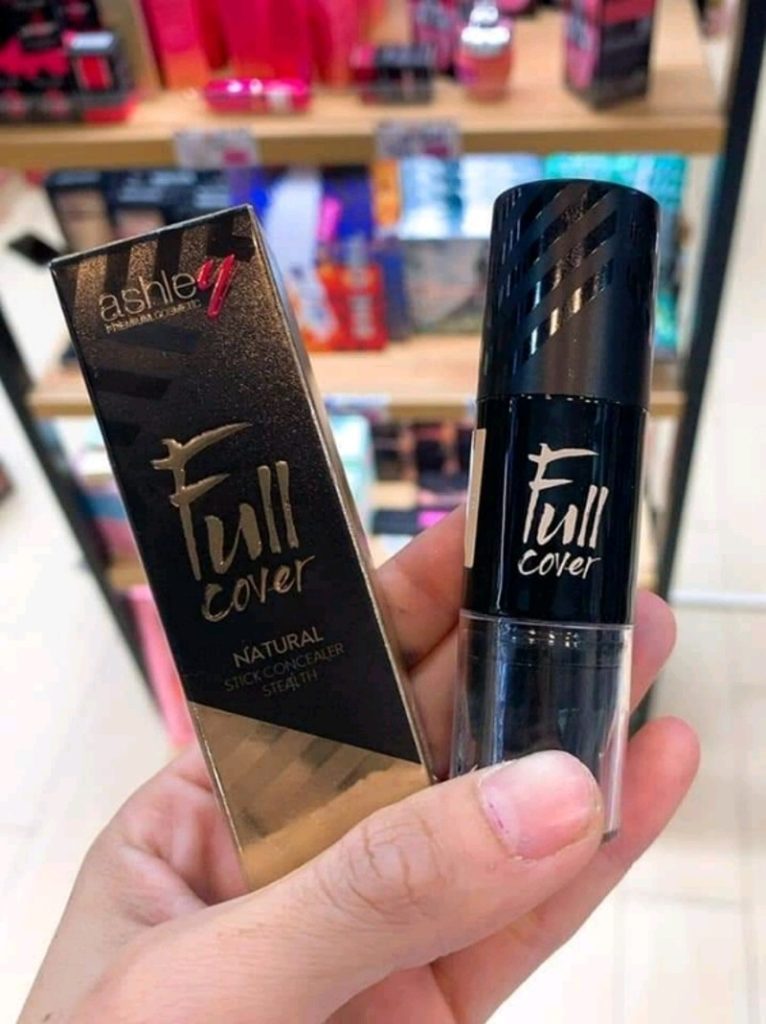 ashley
PREMIUM COSMETIC
Full
cover
NATURAL
STICK CONCEALER
STEALTH
Full
cover